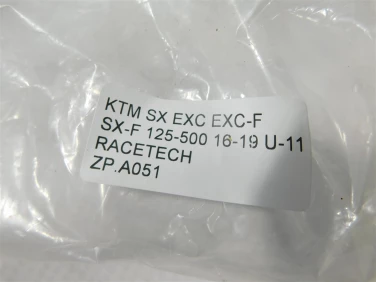 KTM SX EXC EXC-F
SX-F 125-500 16-19 U-11
RACETECH
ZP.A051